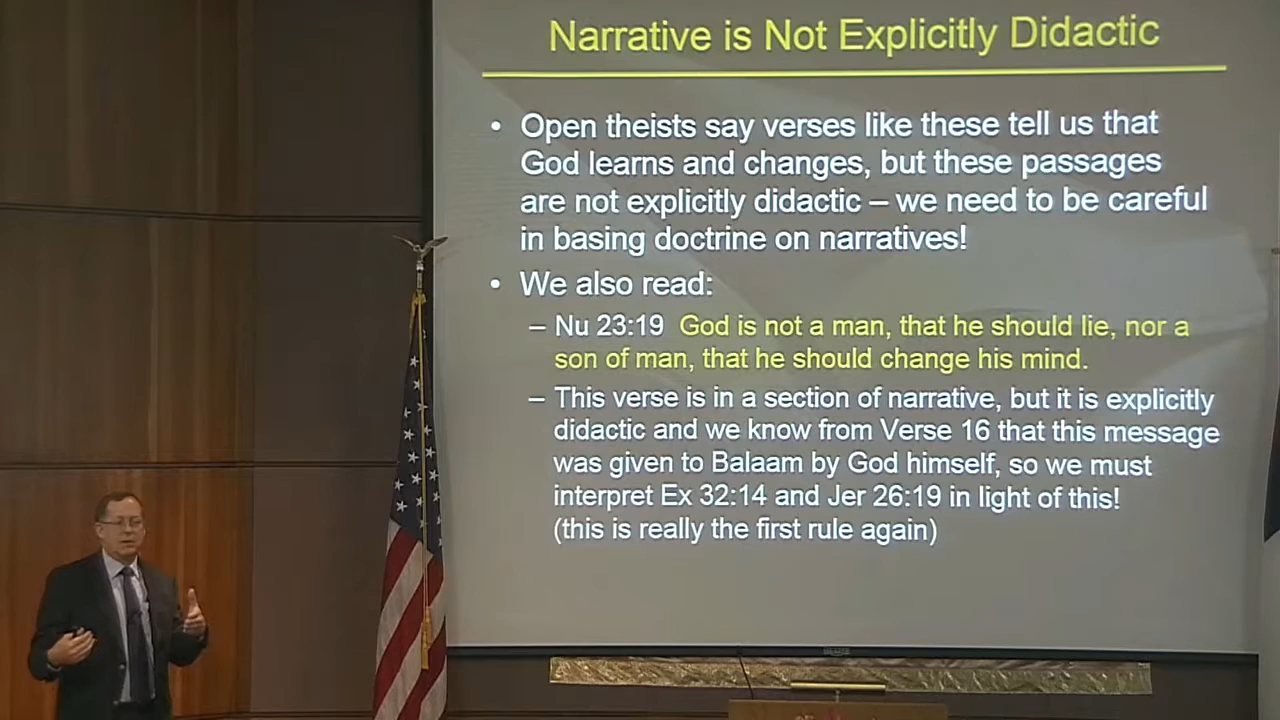 Narrative is Not Explicitly Didactic
• Open theists say verses like these tell us that
God learns and changes, but these passages
are not explicitly didactic – we need to be careful
in basing doctrine on narratives!
• We also read:
– Nu 23:19 God is not a man, that he should lie, nor a
son of man, that he should change his mind.
– This verse is in a section of narrative, but it is explicitly
didactic and we know from Verse 16 that this message
was given to Balaam by God himself, so we must
interpret Ex 32:14 and Jer 26:19 in light of this!
(this is really the first rule again)